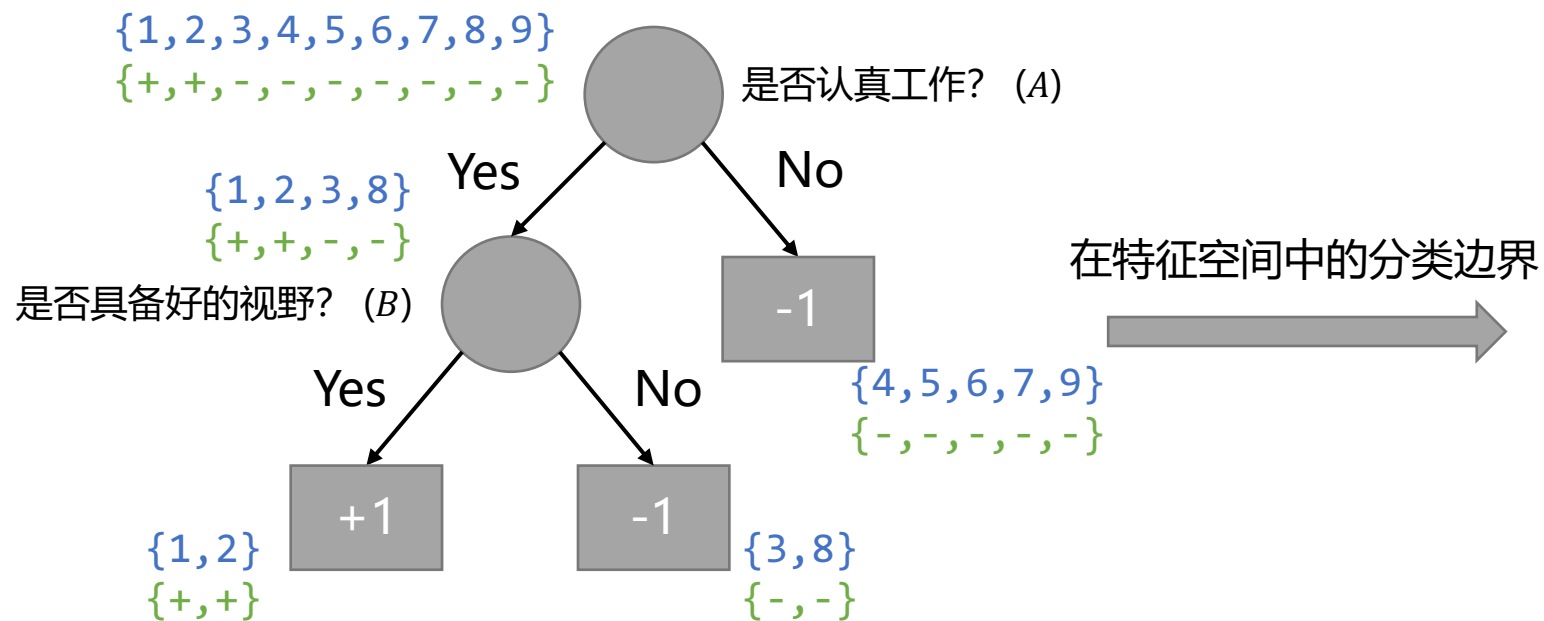 {1,2,3,4,5,6,7,8,9}
{+,+,-,-,-,-,-,-,-}
是否认真工作？ (A)
Yes
No
{1,2,3,8}
{+,+,-,-}
是否具备好的视野？ (B)
-1
在特征空间中的分类边界
{4,5,6,7,9}
{-,-,-,-,-}
Yes
No
+1
-1
{1,2}
{+,+}
{3,8}
{-,-}